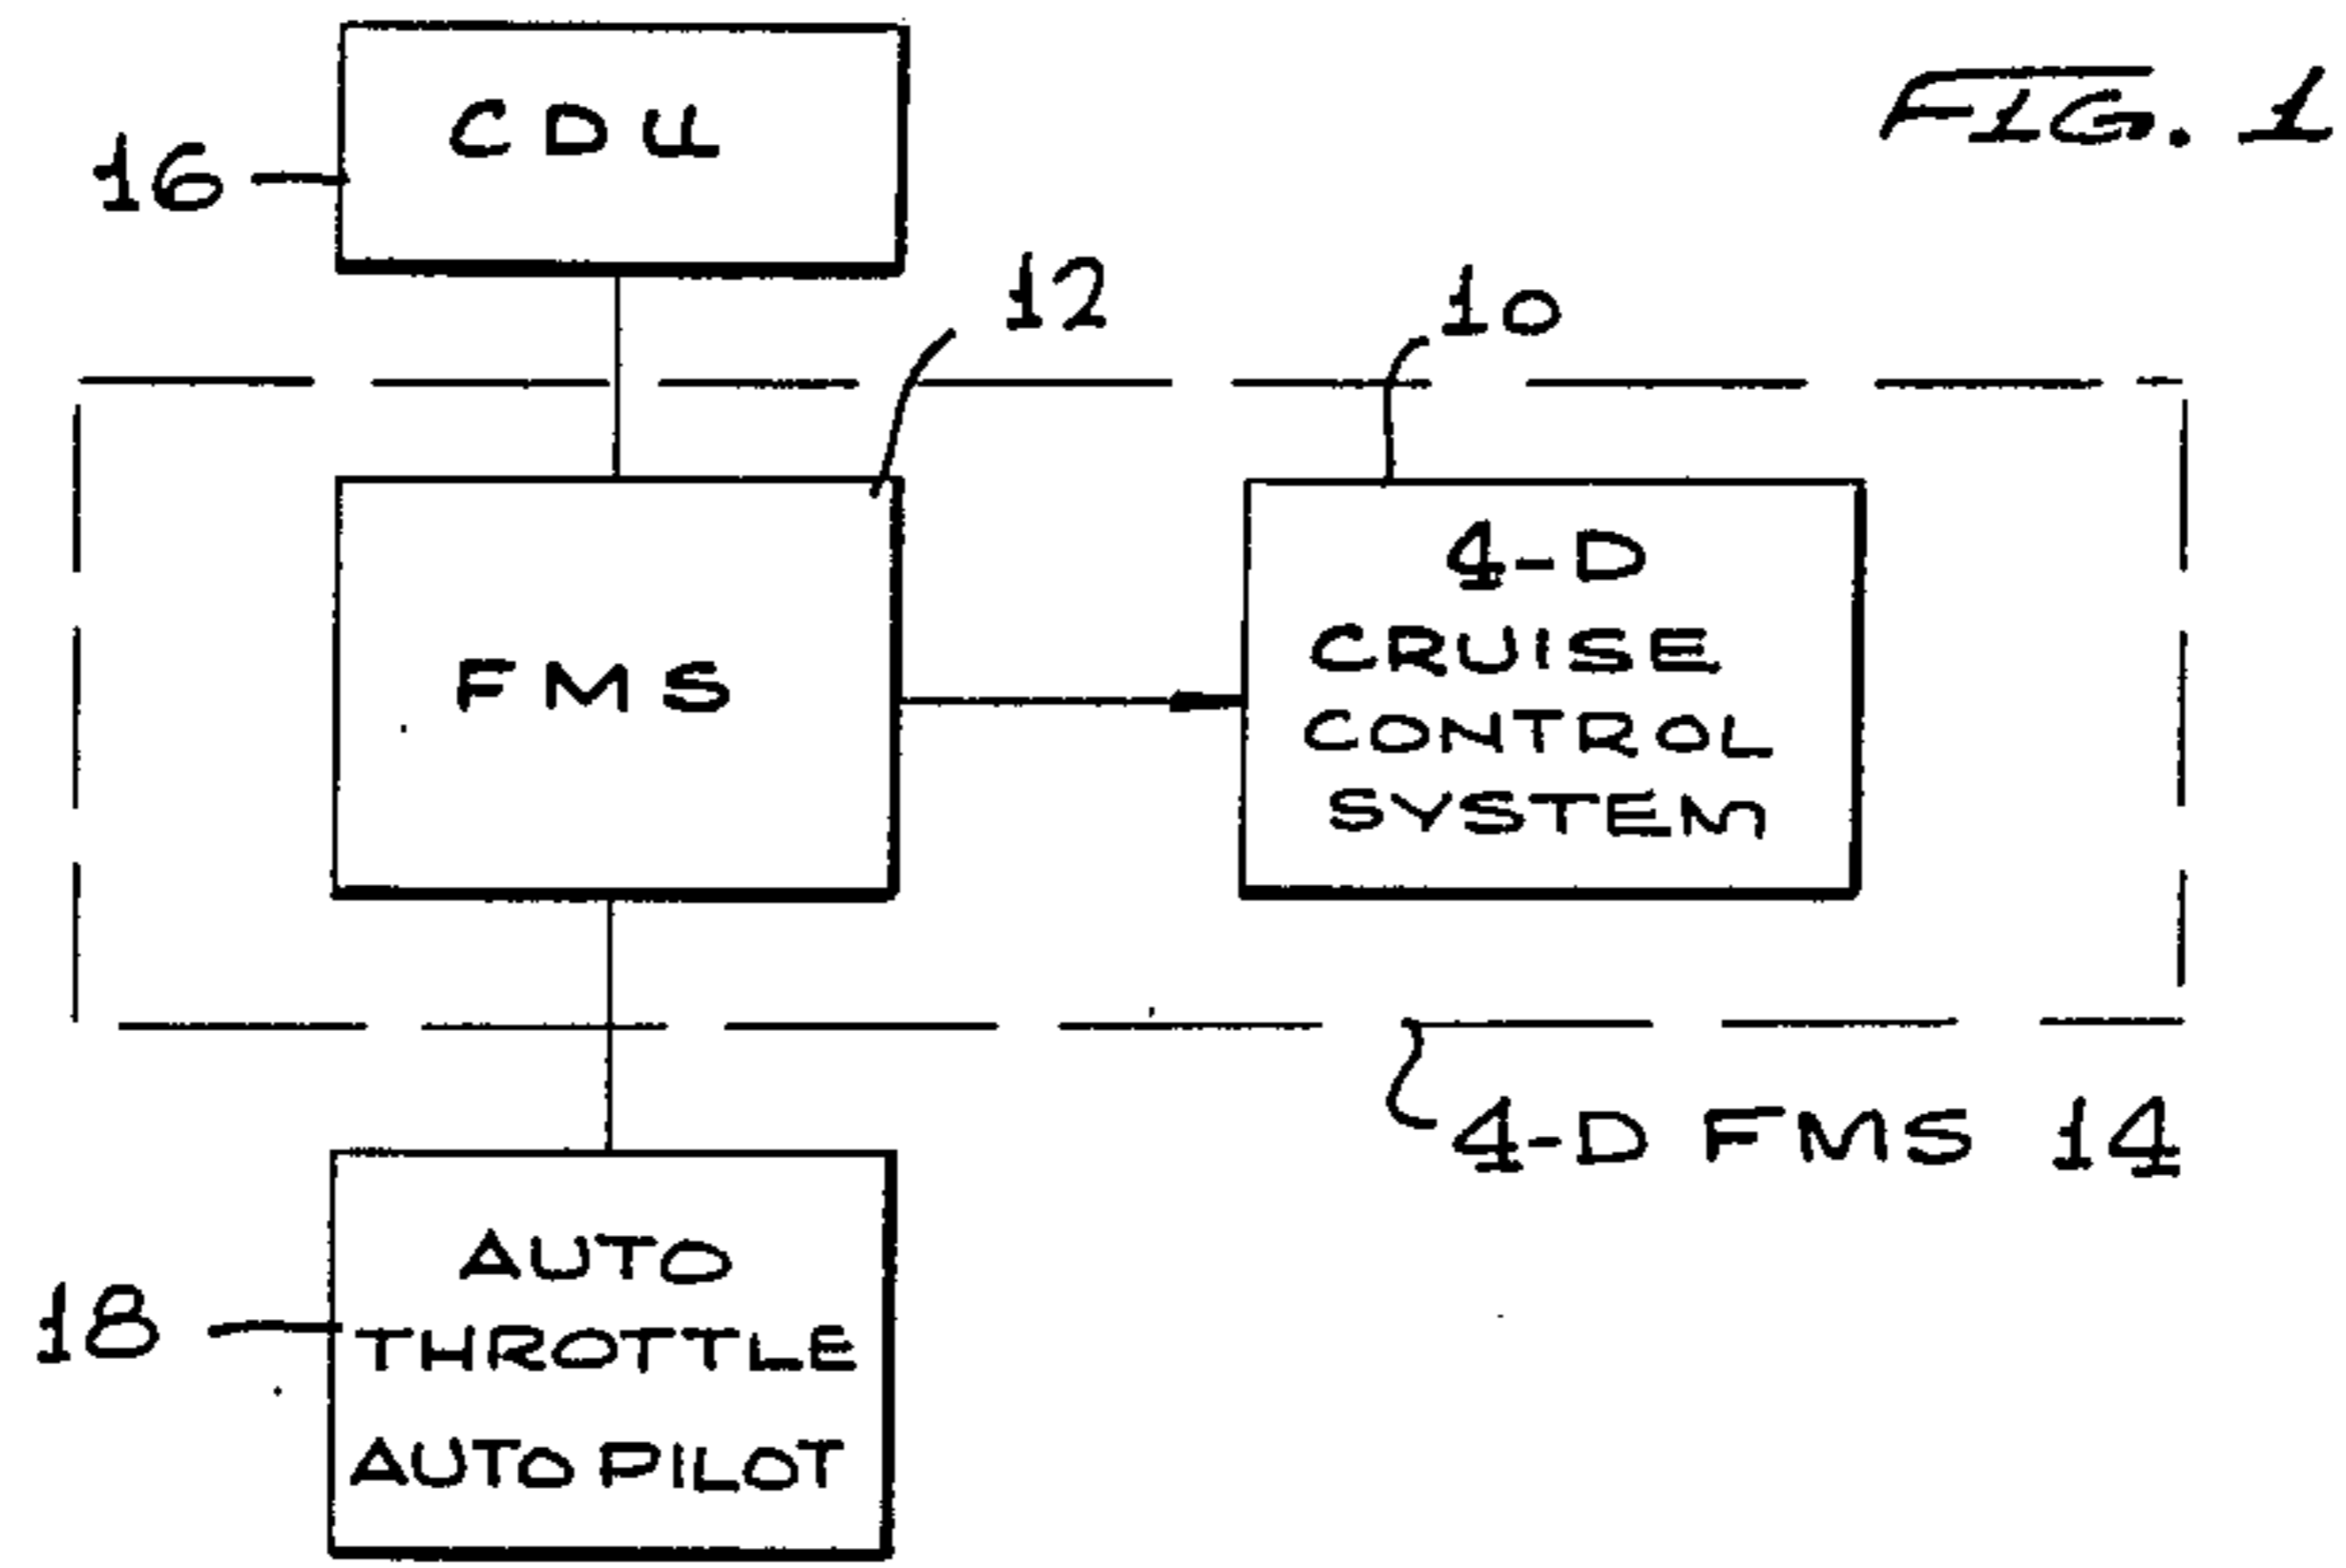 FIG. 1
CDU
16
12
10
FMS
4-D
CRUISE
CONTROL
SYSTEM
4-D FMS 14
AUTO
THROTTLE
AUTO PILOT
18